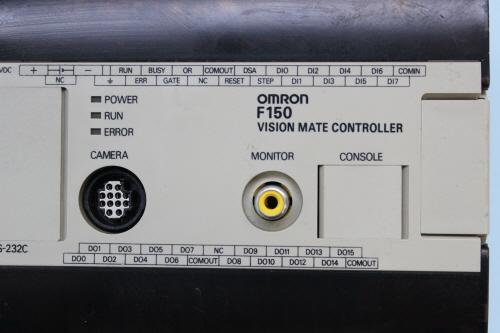 VDC + − RUN BUSY OR COMOUT DSA DI0 DI2 DI4 DI6 COMIN
NC ERR GATE NC RESET STEP DI1 DI3 DI5 DI7
POWER
RUN
ERROR
OMRON
F150
VISION MATE CONTROLLER
CAMERA
MONITOR
CONSOLE
S-232C
DO1 DO3 DO5 DO7 NC DO9 DO11 DO13 DO15
DO0 DO2 DO4 DO6 COMOUT DO8 DO10 DO12 DO14 COMOUT